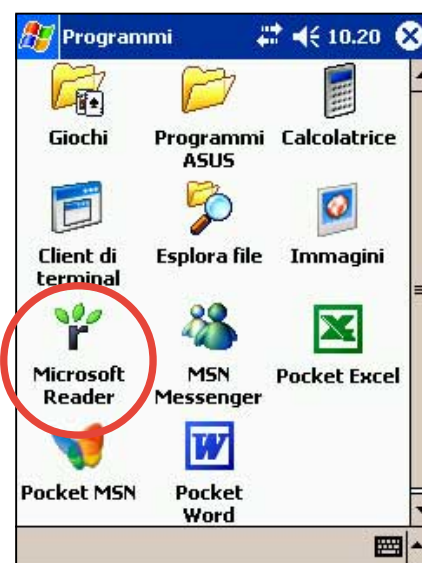 Programmi 10.20
Giochi
Programmi ASUS
Calcolatrice
Client di terminal
Esplora file
Immagini
Microsoft Reader
MSN Messenger
Pocket Excel
Pocket MSN
Pocket Word